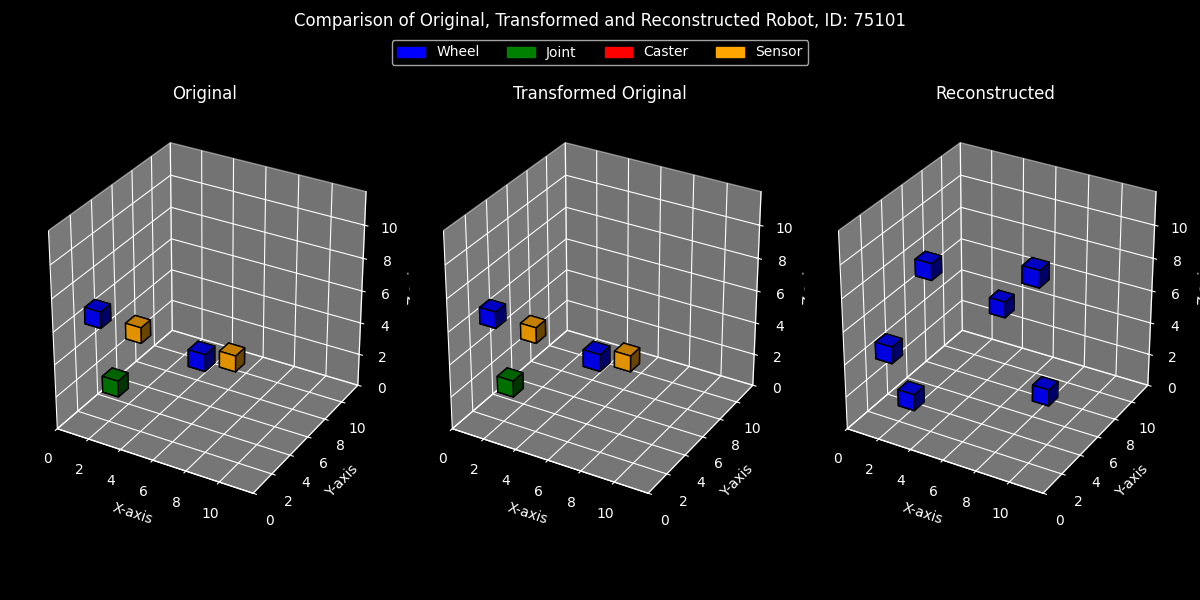 Comparison of Original, Transformed and Reconstructed Robot, ID: 75101
Wheel Joint Caster Sensor
Original
Transformed Original
Reconstructed
0 2 4 6 8 10
X-axis
0 2 4 6 8 10
Y-axis
0 2 4 6 8 10
0 2 4 6 8 10
X-axis
0 2 4 6 8 10
Y-axis
0 2 4 6 8 10
0 2 4 6 8 10
X-axis
0 2 4 6 8 10
Y-axis
0 2 4 6 8 10